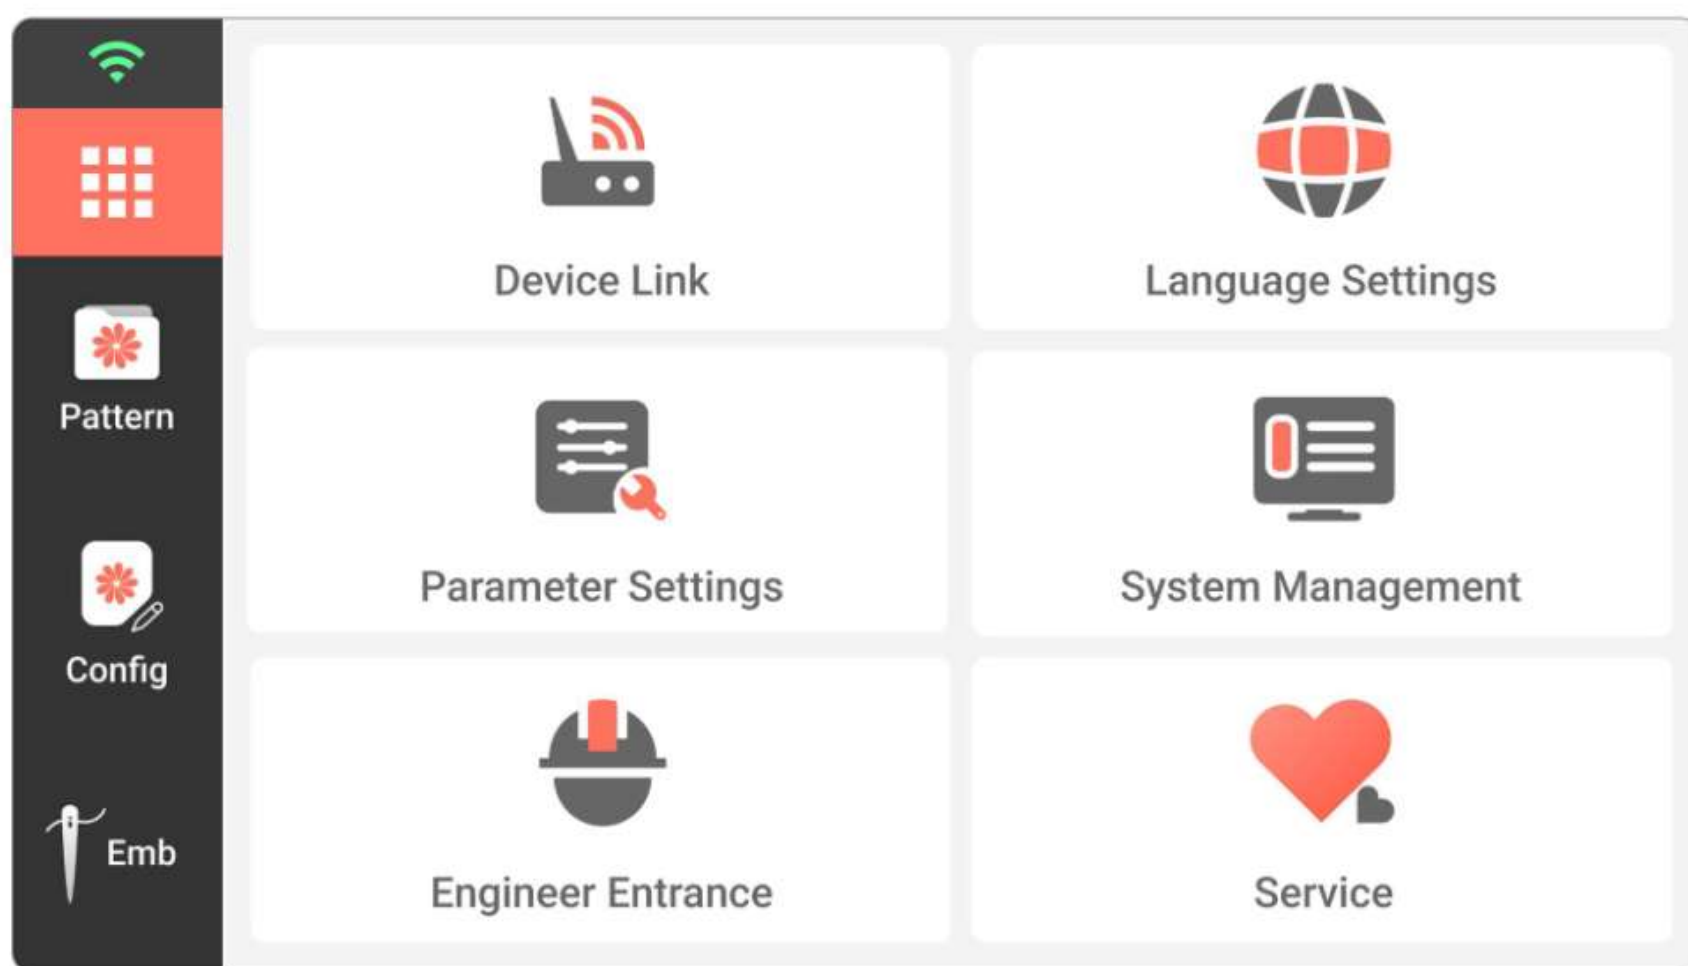 Pattern
Config
Emb
Device Link
Language Settings
Parameter Settings
System Management
Engineer Entrance
Service